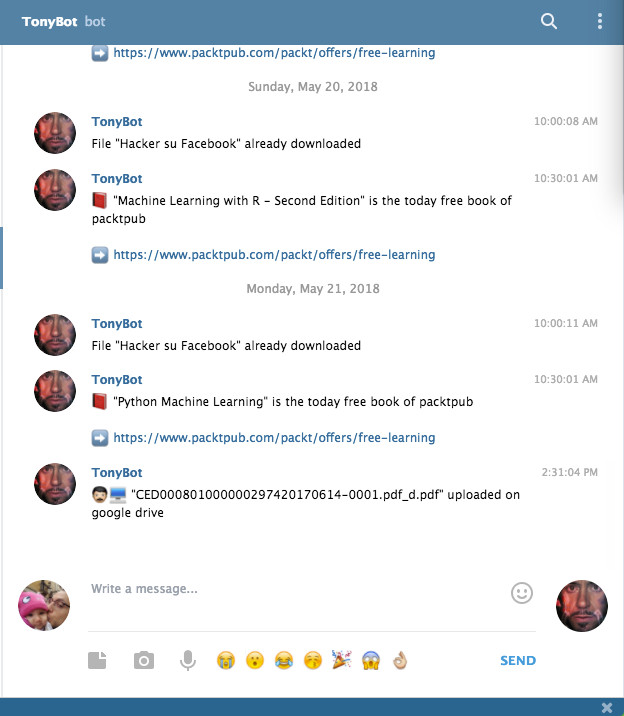 TonyBot bot
https://www.packtpub.com/packt/offers/free-learning
Sunday, May 20, 2018
TonyBot 10:00:08 AM
File "Hacker su Facebook" already downloaded
TonyBot 10:30:01 AM
"Machine Learning with R - Second Edition" is the today free book of
packtpub
https://www.packtpub.com/packt/offers/free-learning
Monday, May 21, 2018
TonyBot 10:00:11 AM
File "Hacker su Facebook" already downloaded
TonyBot 10:30:01 AM
"Python Machine Learning" is the today free book of packtpub
https://www.packtpub.com/packt/offers/free-learning
TonyBot 2:31:04 PM
"CED000801000000297420170614-0001.pdf_d.pdf" uploaded on
google drive
Write a message...
SEND